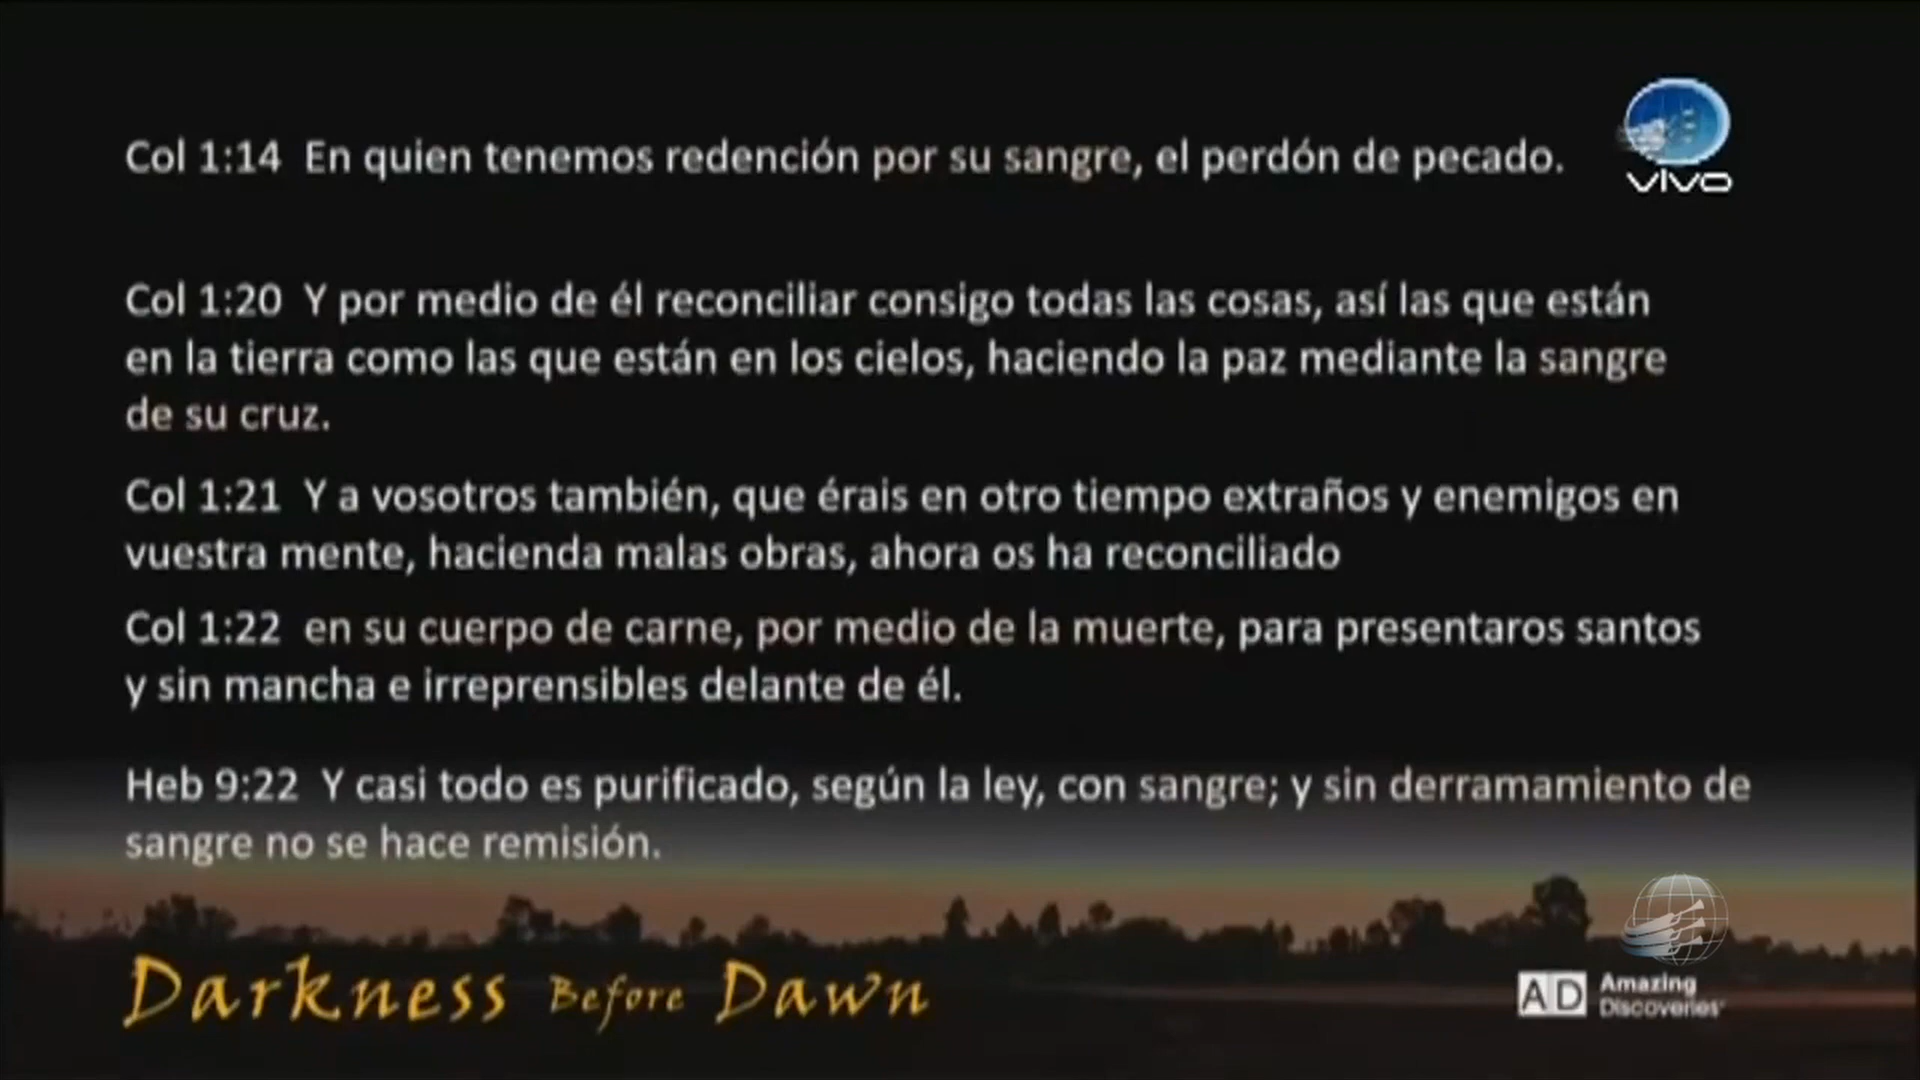 Col 1:14 En quien tenemos redención por su sangre, el perdón de pecado.
VIVO
Col 1:20 Y por medio de él reconciliar consigo todas las cosas, así las que están
en la tierra como las que están en los cielos, haciendo la paz mediante la sangre
de su cruz.
Col 1:21 Y a vosotros también, que érais en otro tiempo extraños y enemigos en
vuestra mente, hacienda malas obras, ahora os ha reconciliado
Col 1:22 en su cuerpo de carne, por medio de la muerte, para presentaros santos
y sin mancha e irreprensibles delante de él.
Heb 9:22 Y casi todo es purificado, según la ley, con sangre; y sin derramamiento de
sangre no se hace remisión.
Darkness Before Dawn
AD Amazing
Discoveries